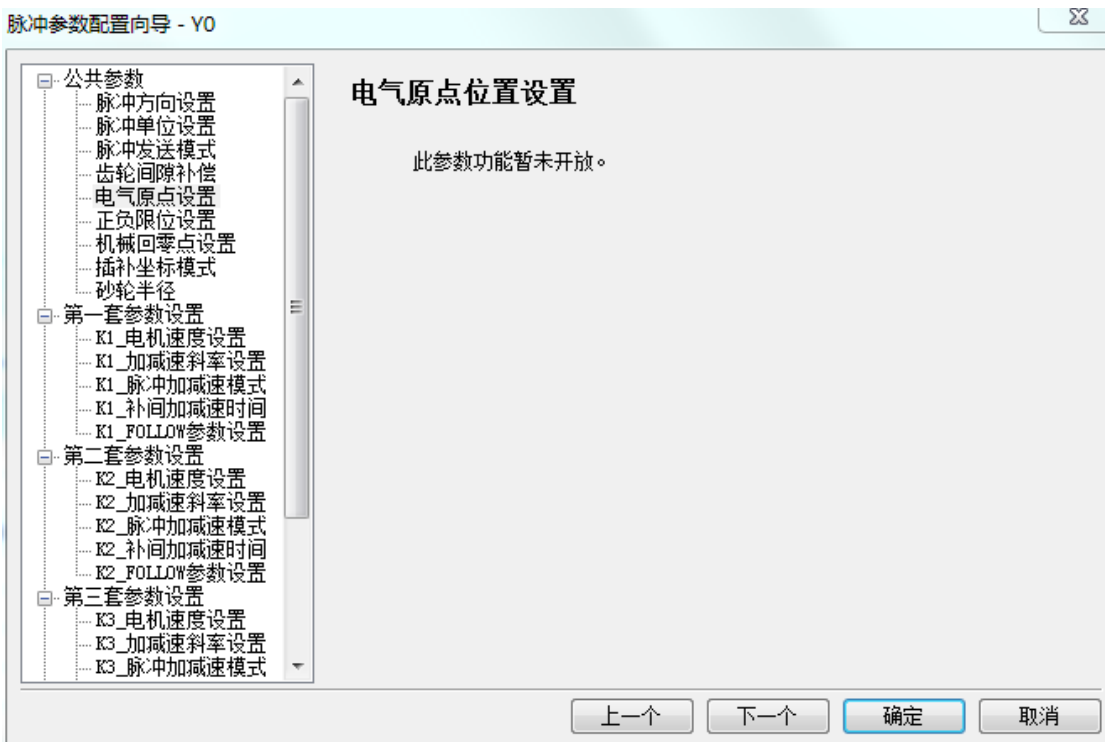 脉冲参数配置向导 - Y0
公共参数
脉冲方向设置
脉冲单位设置
脉冲发送模式
齿轮间隙补偿
电气原点设置
正负限位设置
机械回零点设置
插补坐标模式
砂轮半径
第一套参数设置
K1_电机速度设置
K1_加减速斜率设置
K1_脉冲加减速模式
K1_补间加减速时间
K1_FOLLOW参数设置
第二套参数设置
K2_电机速度设置
K2_加减速斜率设置
K2_脉冲加减速模式
K2_补间加减速时间
K2_FOLLOW参数设置
第三套参数设置
K3_电机速度设置
K3_加减速斜率设置
K3_脉冲加减速模式
电气原点位置设置
此参数功能暂未开放。
上一个
下一个
确定
取消